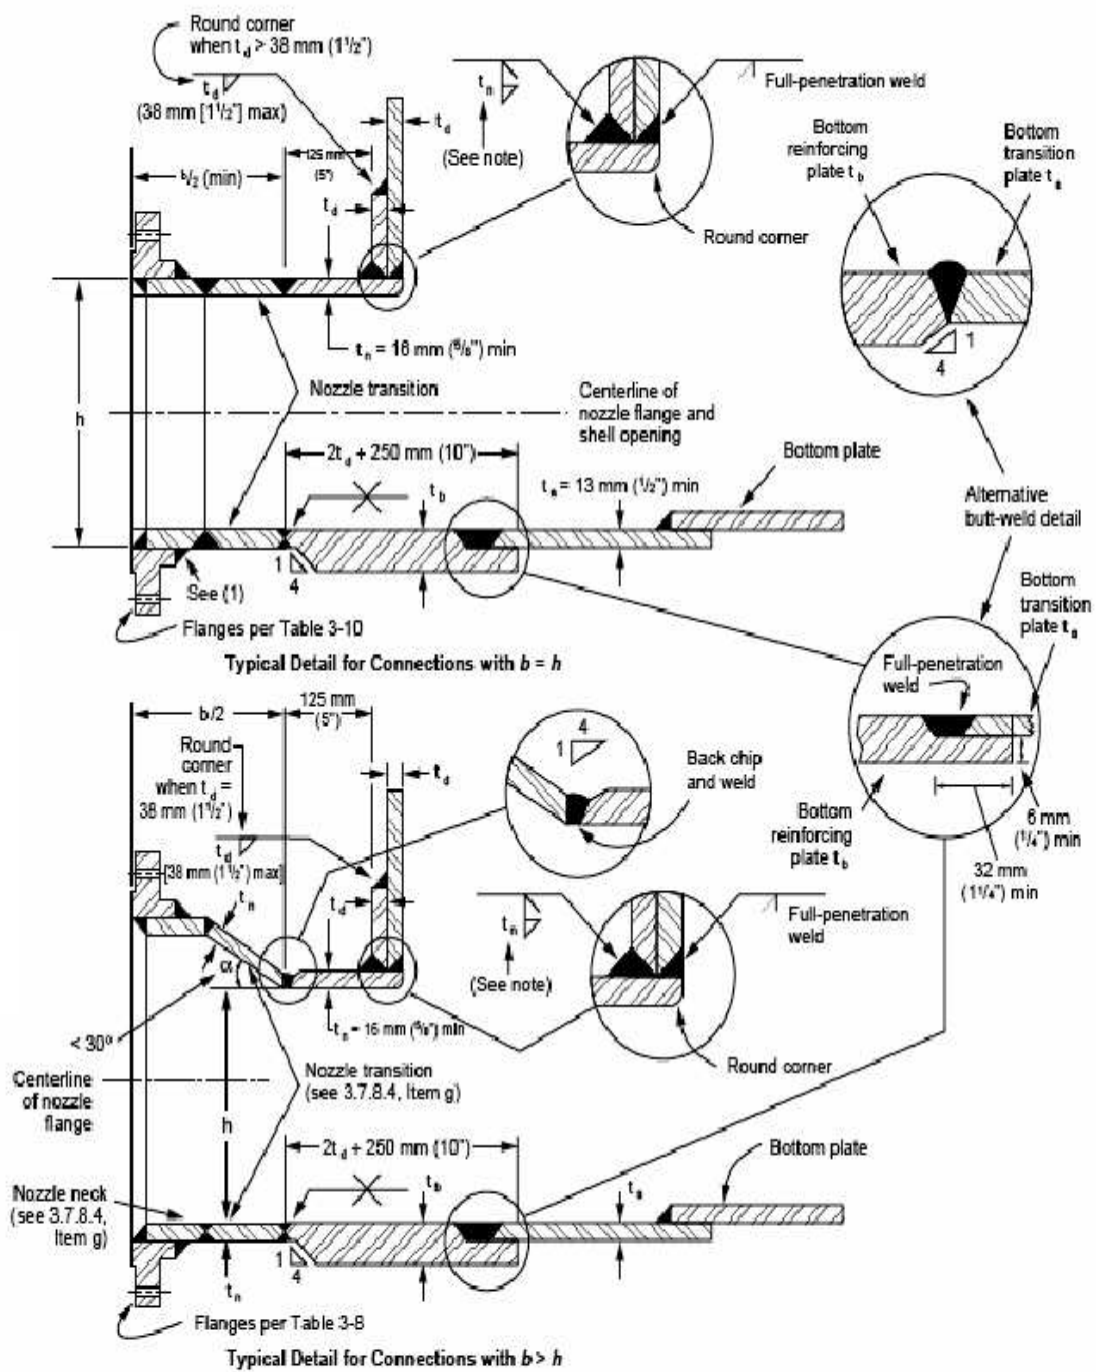 Round corner
when t_d > 38 mm (1½")
t_d
(38 mm [1½"] max)
t_n
(See note)
Full-penetration weld
Round corner
Bottom
reinforcing
plate t_b
Bottom
transition
plate t_a
1
4
b/2 (min)
125 mm
(5")
t_d
t_d
t_n = 16 mm (5/8") min
Nozzle transition
h
Centerline of
nozzle flange and
shell opening
2t_d + 250 mm (10")
t_b
t_a = 13 mm (1/2") min
Bottom plate
Alternative
butt-weld detail
1
4
See (1)
Flanges per Table 3-10
Typical Detail for Connections with b = h
Bottom
transition
plate t_a
Full-penetration
weld
Bottom
reinforcing
plate t_b
6 mm
(1/4") min
32 mm
(1¼") min
b/2
125 mm
(5")
Round
corner
when t_d =
38 mm (1½")
t_d
[38 mm (1½") max]
t_n
t_d
t_d
4
1
Back chip
and weld
t_n
(See note)
Full-penetration
weld
Round corner
α
< 30º
t_n = 16 mm (5/8") min
Nozzle transition
(see 3.7.8.4, Item g)
Centerline
of nozzle
flange
h
2t_d + 250 mm (10")
t_b
t_a
Bottom plate
Nozzle neck
(see 3.7.8.4,
Item g)
1
4
t_n
Flanges per Table 3-8
Typical Detail for Connections with b > h